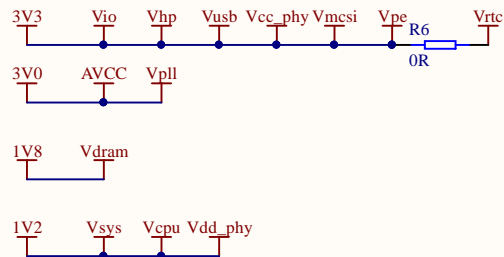 3V3 Vio Vhp Vusb Vcc_phy Vmcsi Vpe Vrtc
R6
0R
3V0 AVCC Vpll
1V8 Vdram
1V2 Vsys Vcpu Vdd_phy